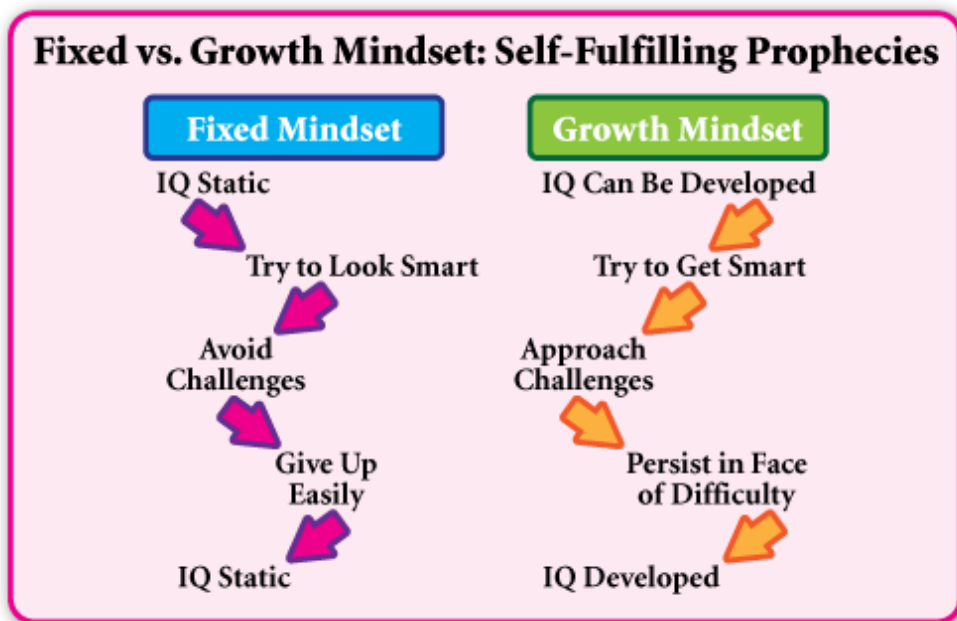 Fixed vs. Growth Mindset: Self-Fulfilling Prophecies
Fixed Mindset
IQ Static
Try to Look Smart
Avoid
Challenges
Give Up
Easily
IQ Static
Growth Mindset
IQ Can Be Developed
Try to Get Smart
Approach
Challenges
Persist in Face
of Difficulty
IQ Developed